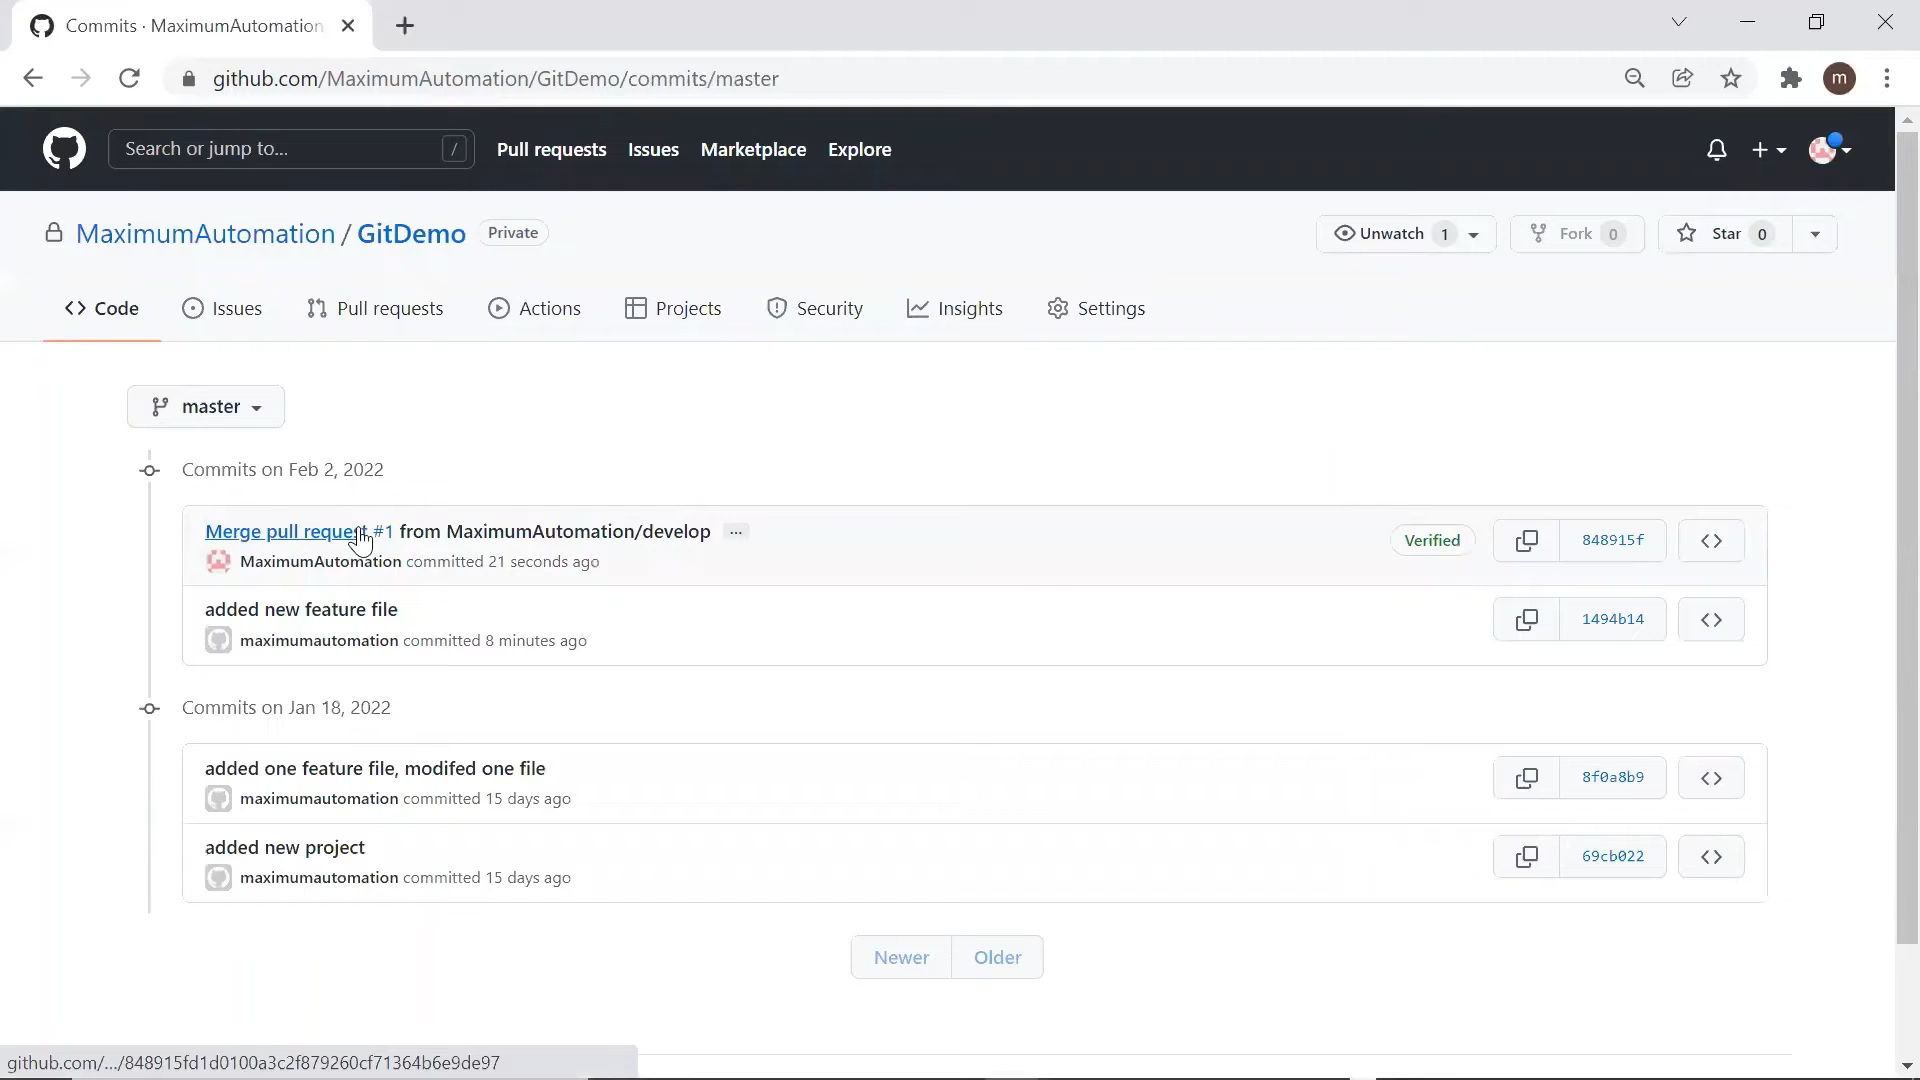 Commits · MaximumAutomation
github.com/MaximumAutomation/GitDemo/commits/master
m
Search or jump to...
/
Pull requests
Issues
Marketplace
Explore
MaximumAutomation / GitDemo
Private
Unwatch 1
Fork 0
Star 0
Code
Issues
Pull requests
Actions
Projects
Security
Insights
Settings
master
Commits on Feb 2, 2022
Merge pull request #1 from MaximumAutomation/develop ...
Verified
848915f
MaximumAutomation committed 21 seconds ago
added new feature file
1494b14
maximumautomation committed 8 minutes ago
Commits on Jan 18, 2022
added one feature file, modifed one file
8f0a8b9
maximumautomation committed 15 days ago
added new project
69cb022
maximumautomation committed 15 days ago
Newer
Older
github.com/.../848915fd1d0100a3c2f879260cf71364b6e9de97